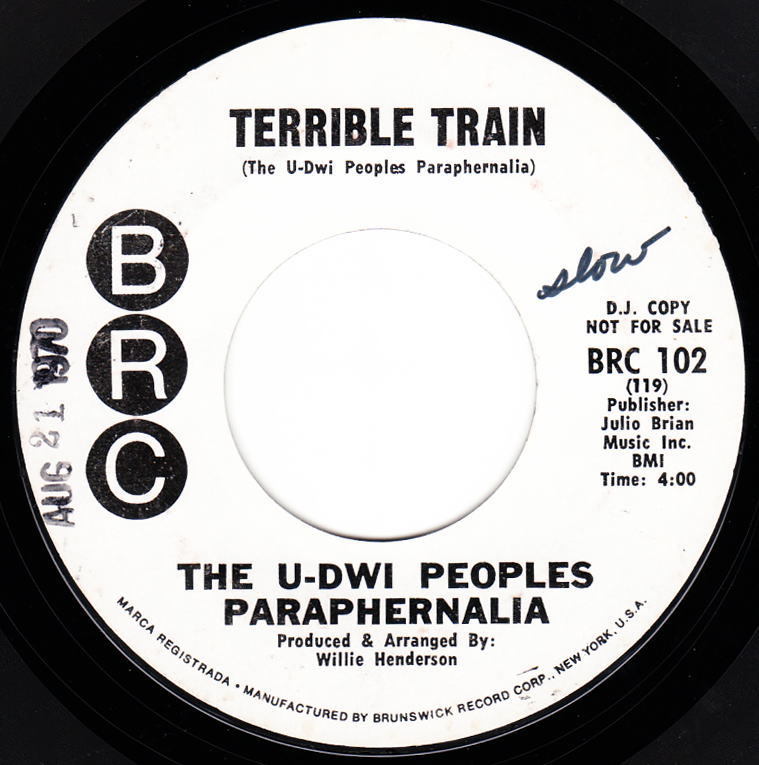 TERRIBLE TRAIN
(The U-Dwi Peoples Paraphernalia)
B
R
C
AUG 21 1970
slow
D.J. COPY
NOT FOR SALE
BRC 102
(119)
Publisher:
Julio Brian
Music Inc.
BMI
Time: 4:00
THE U-DWI PEOPLES
PARAPHERNALIA
Produced & Arranged By:
Willie Henderson
MARCA REGISTRADA • MANUFACTURED BY BRUNSWICK RECORD CORP., NEW YORK, U.S.A.